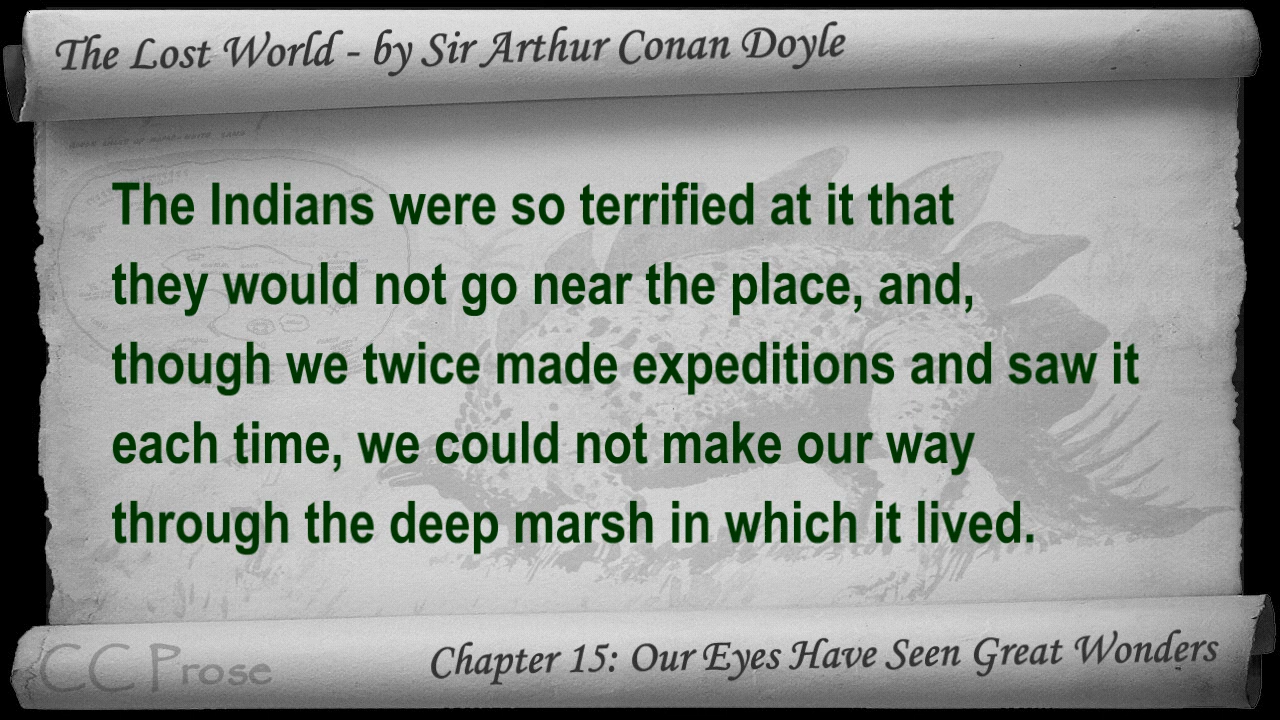 The Lost World - by Sir Arthur Conan Doyle
The Indians were so terrified at it that
they would not go near the place, and,
though we twice made expeditions and saw it
each time, we could not make our way
through the deep marsh in which it lived.
CC Prose
Chapter 15: Our Eyes Have Seen Great Wonders